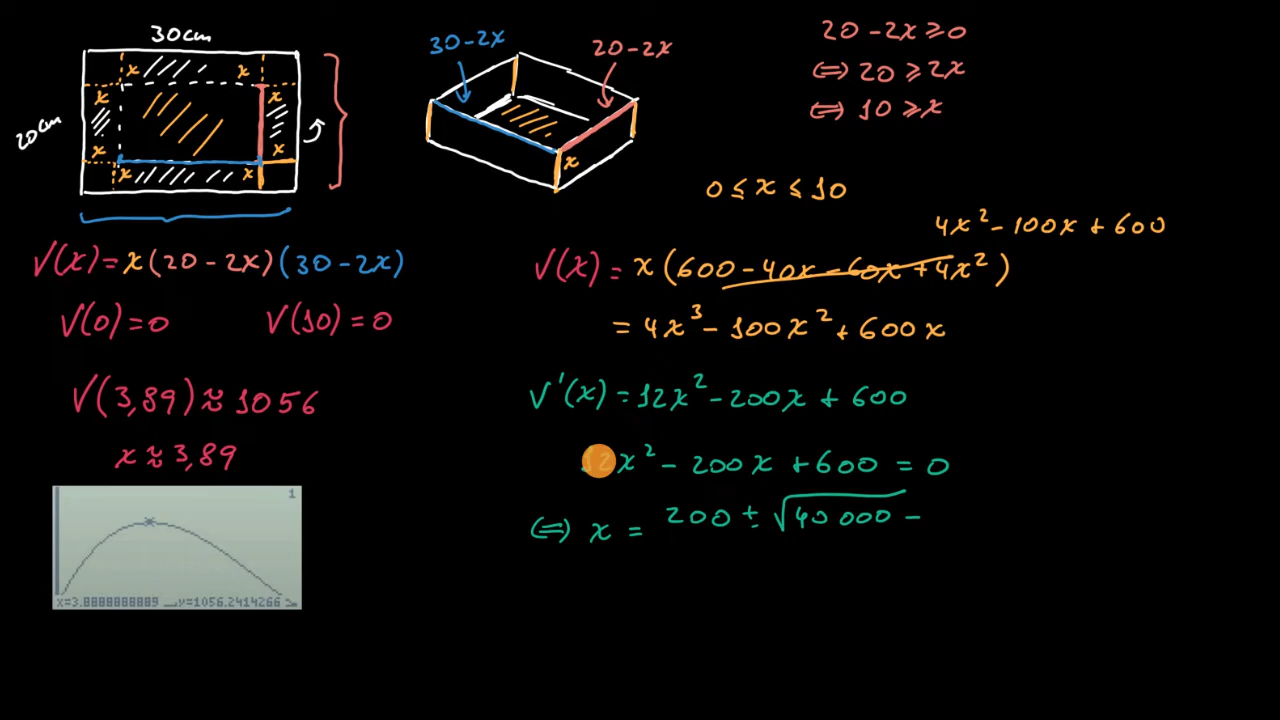 30cm
x x
x x
20cm
x x
x x
30-2x
20-2x
x
20-2x≥0
⟺ 20≥2x
⟺ 10≥x
0≤x≤10
4x²-100x+600
V(x)=x(20-2x)(30-2x)
V(x)=x(600-40x-60x+4x²)
V(0)=0 V(10)=0
=4x³-100x²+600x
V(3,89)≈1056
V'(x)=12x²-200x+600
x≈3,89
12x²-200x+600=0
⟺ x=200±√40000-
1
x=3.8888888889 y=1056.2414266